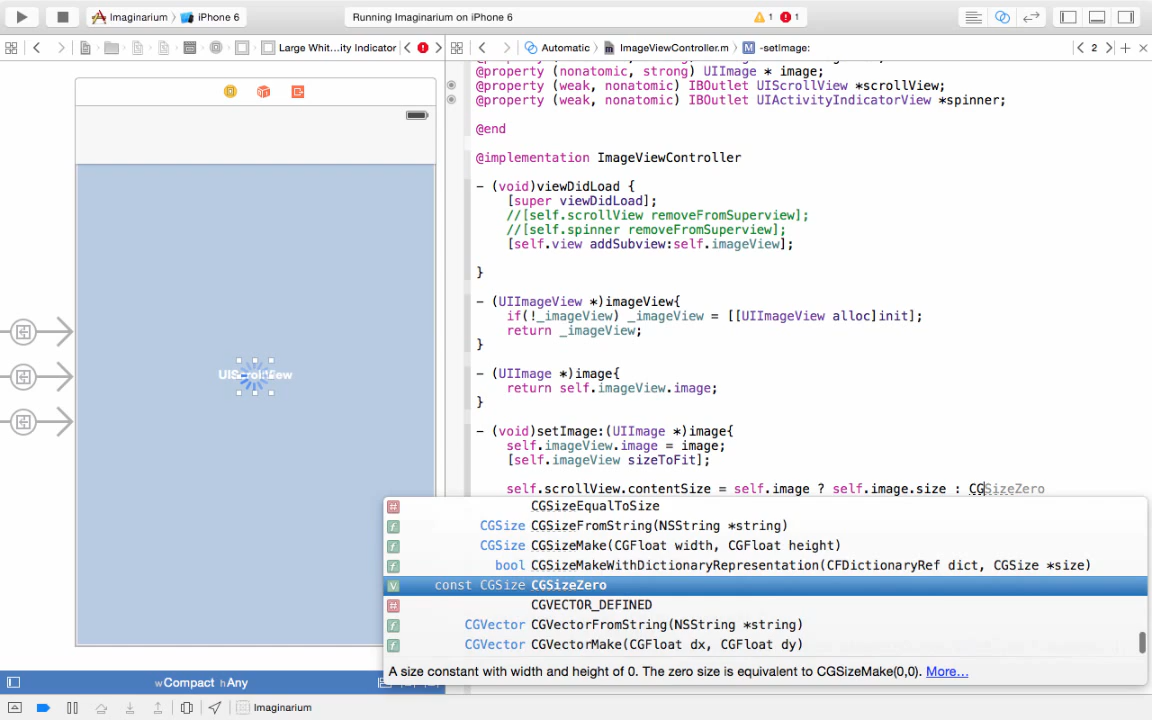 Imaginarium iPhone 6
Running Imaginarium on iPhone 6
1 1
Large Whit...ity Indicator
Automatic ImageViewController.m M -setImage: 2
@property (nonatomic, strong) UIImage * image;
@property (weak, nonatomic) IBOutlet UIScrollView *scrollView;
@property (weak, nonatomic) IBOutlet UIActivityIndicatorView *spinner;
@end
@implementation ImageViewController
- (void)viewDidLoad {
[super viewDidLoad];
//[self.scrollView removeFromSuperview];
//[self.spinner removeFromSuperview];
[self.view addSubview:self.imageView];
}
- (UIImageView *)imageView{
if(!_imageView) _imageView = [[UIImageView alloc]init];
return _imageView;
}
- (UIImage *)image{
return self.imageView.image;
}
- (void)setImage:(UIImage *)image{
self.imageView.image = image;
[self.imageView sizeToFit];
self.scrollView.contentSize = self.image ? self.image.size : CGSizeZero
UIScrollView
CGSizeEqualToSize
f CGSize CGSizeFromString(NSString *string)
f CGSize CGSizeMake(CGFloat width, CGFloat height)
f bool CGSizeMakeWithDictionaryRepresentation(CFDictionaryRef dict, CGSize *size)
V const CGSize CGSizeZero
# CGVECTOR_DEFINED
f CGVector CGVectorFromString(NSString *string)
f CGVector CGVectorMake(CGFloat dx, CGFloat dy)
A size constant with width and height of 0. The zero size is equivalent to CGSizeMake(0,0). More...
wCompact hAny
Imaginarium